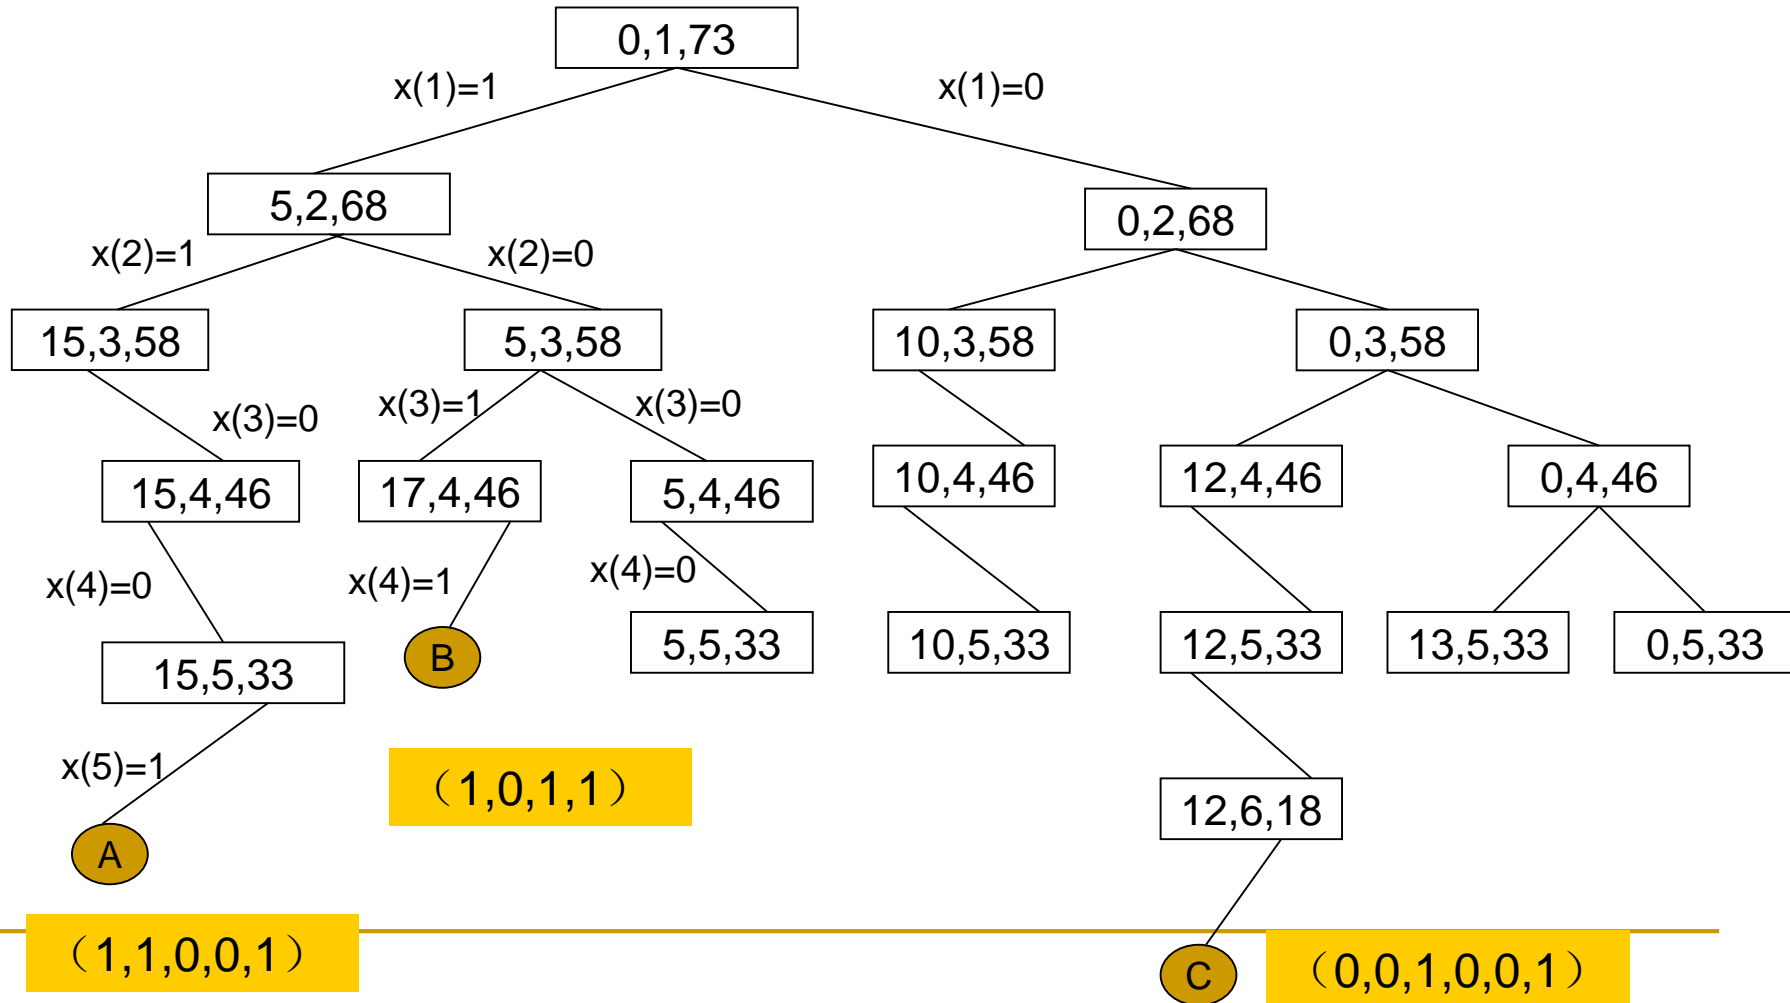 0,1,73
x(1)=1
x(1)=0
5,2,68
0,2,68
x(2)=1
x(2)=0
15,3,58
5,3,58
10,3,58
0,3,58
x(3)=0
x(3)=1
x(3)=0
15,4,46
17,4,46
5,4,46
10,4,46
12,4,46
0,4,46
x(4)=0
x(4)=1
x(4)=0
15,5,33
B
5,5,33
10,5,33
12,5,33
13,5,33
0,5,33
x(5)=1
(1,0,1,1)
12,6,18
A
(1,1,0,0,1)
C
(0,0,1,0,0,1)